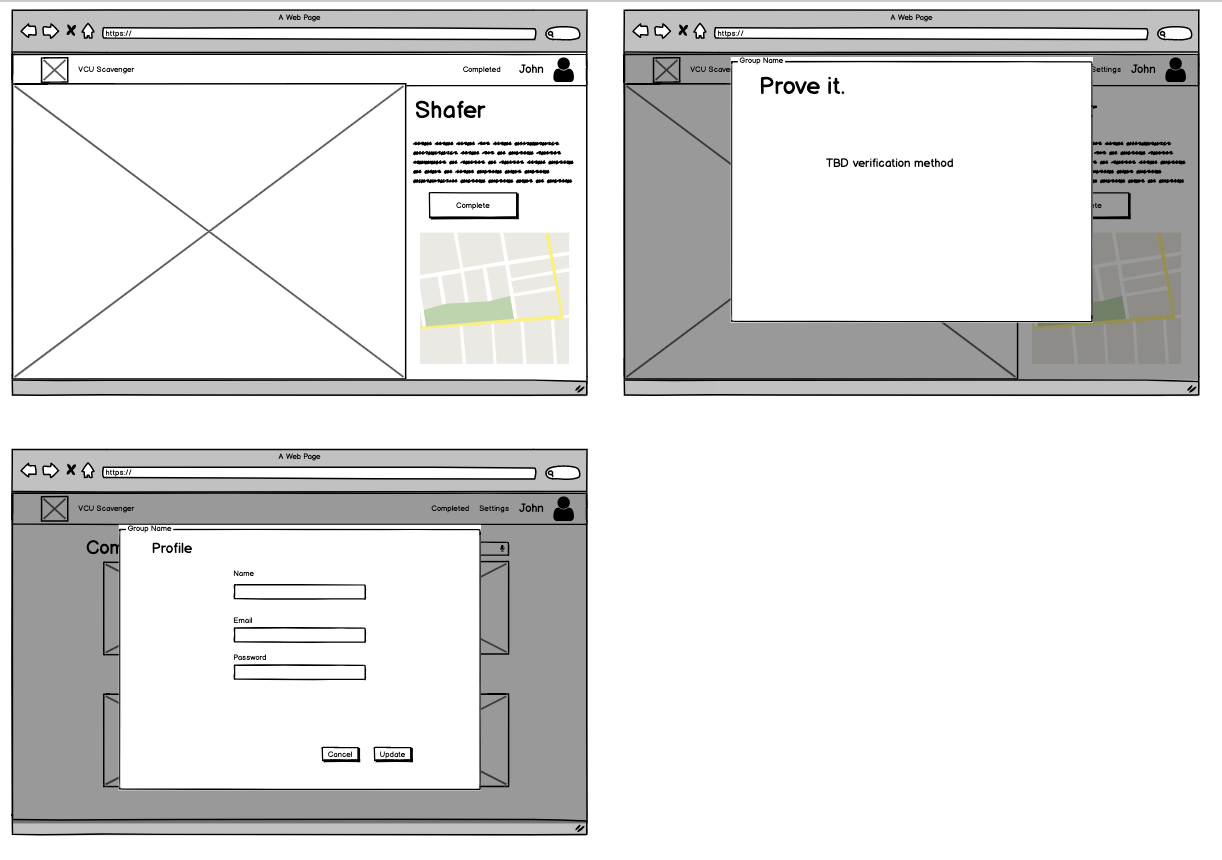 A Web Page
https://
VCU Scavenger
Completed
John
Shafer
Complete
A Web Page
https://
VCU Scave
Settings
John
Group Name
Prove it.
TBD verification method
r
ete
A Web Page
https://
VCU Scavenger
Completed
Settings
John
Group Name
Com
Profile
Name
Email
Password
Cancel
Update